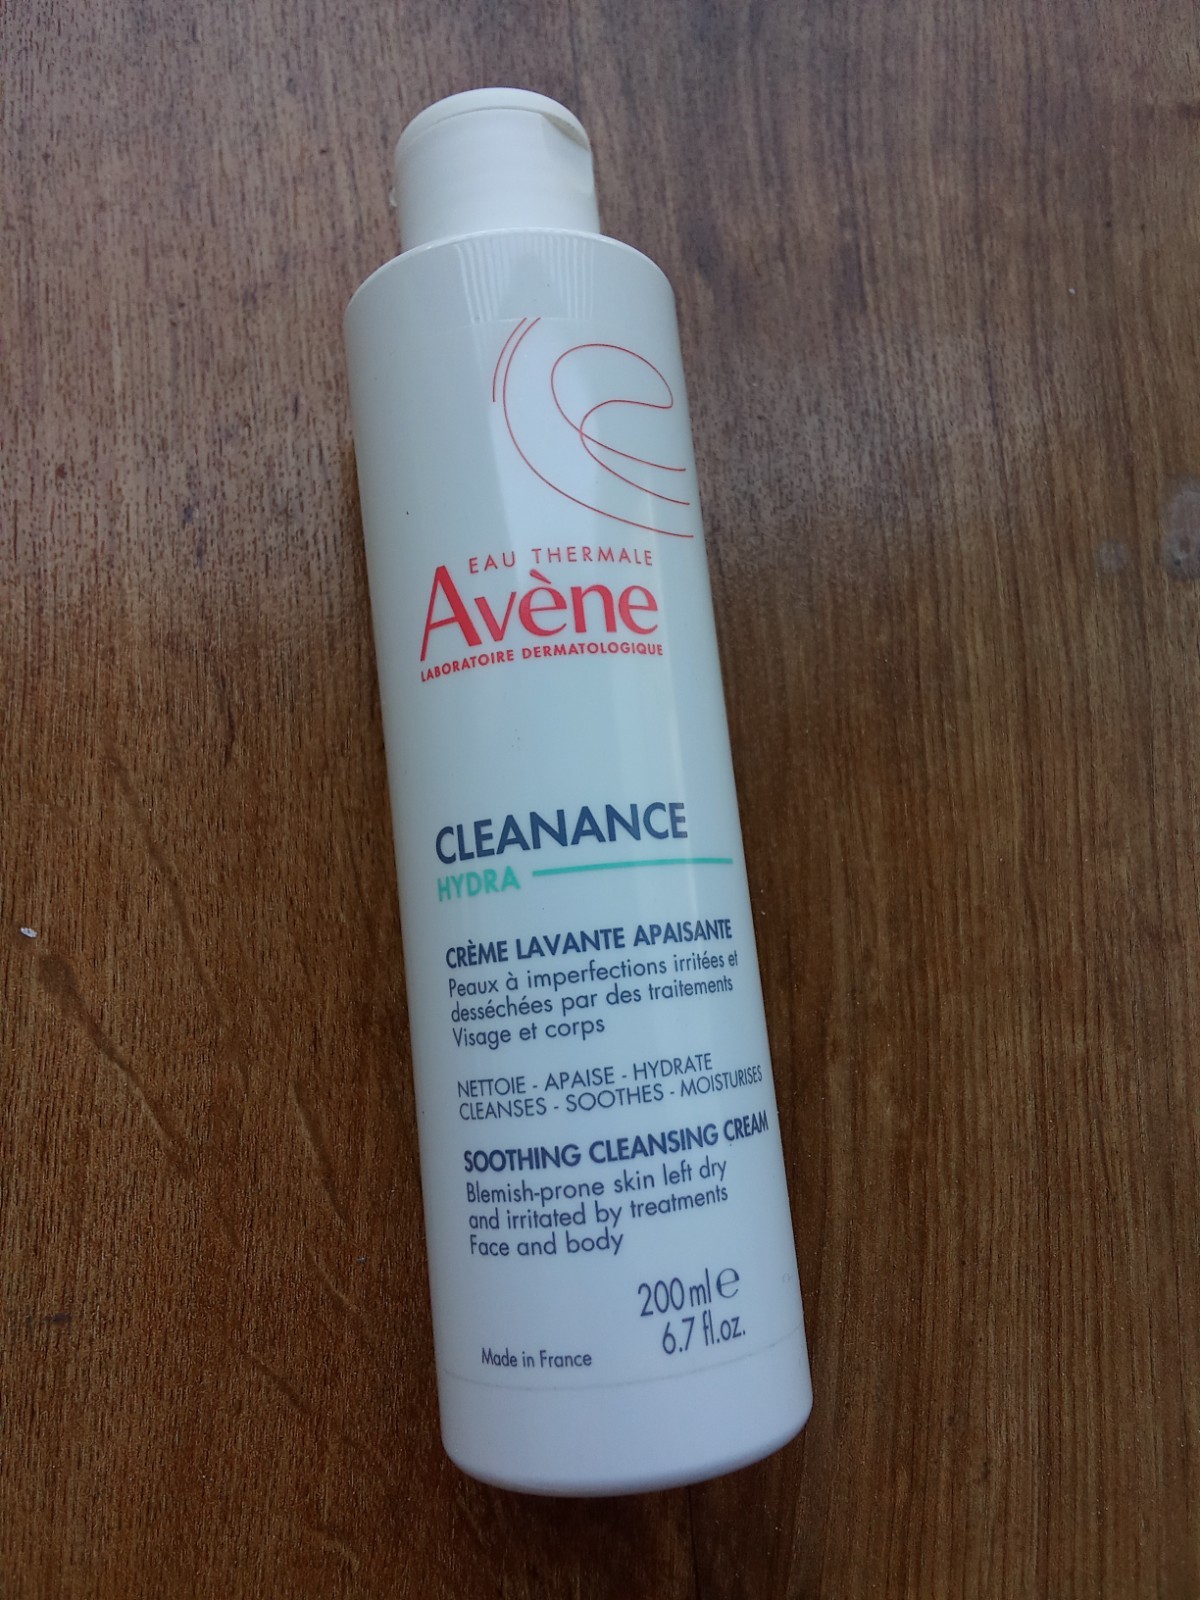 EAU THERMALE
Avène
LABORATOIRE DERMATOLOGIQUE
CLEANANCE
HYDRA
CRÈME LAVANTE APAISANTE
Peaux à imperfections irritées et
desséchées par des traitements
Visage et corps
NETTOIE - APAISE - HYDRATE
CLEANSES - SOOTHES - MOISTURISES
SOOTHING CLEANSING CREAM
Blemish-prone skin left dry
and irritated by treatments
Face and body
200 ml ℮
6.7 fl.oz.
Made in France